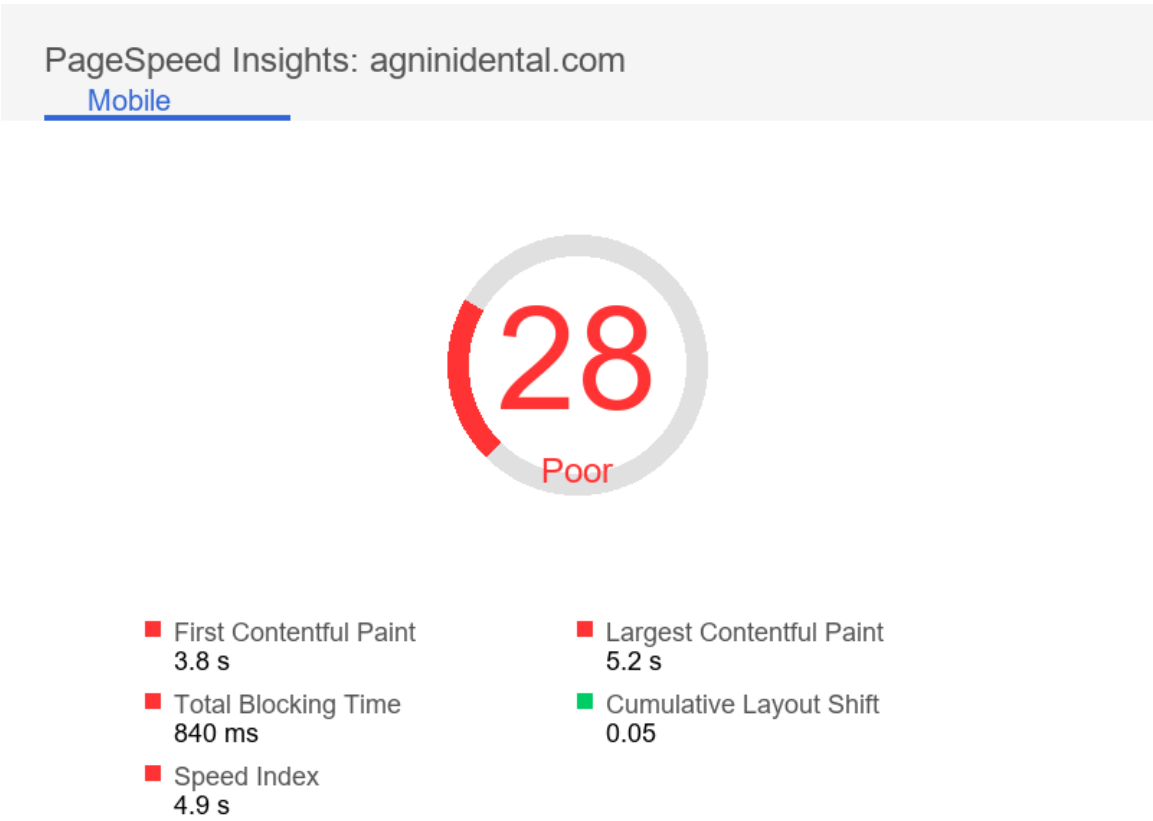 PageSpeed Insights: agninidental.com
Mobile
28
Poor
First Contentful Paint
3.8 s
Largest Contentful Paint
5.2 s
Total Blocking Time
840 ms
Cumulative Layout Shift
0.05
Speed Index
4.9 s